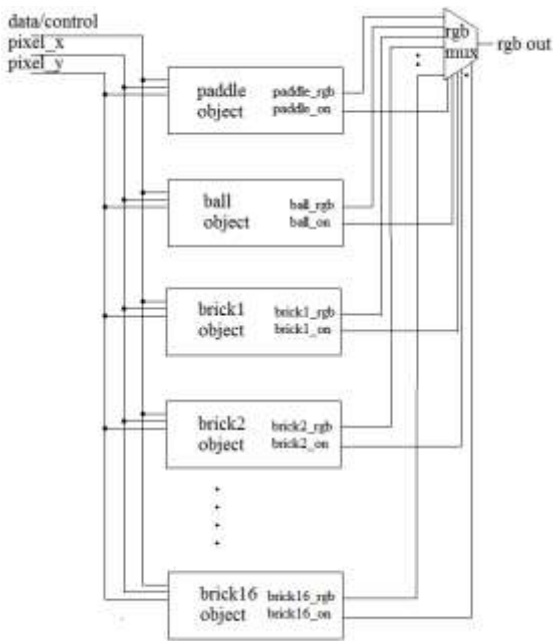 data/control
pixel_x
pixel_y
rgb
mux
rgb out
paddle paddle_rgb
object paddle_on
ball ball_rgb
object ball_on
brick1 brick1_rgb
object brick1_on
brick2 brick2_rgb
object brick2_on
brick16 brick16_rgb
object brick16_on